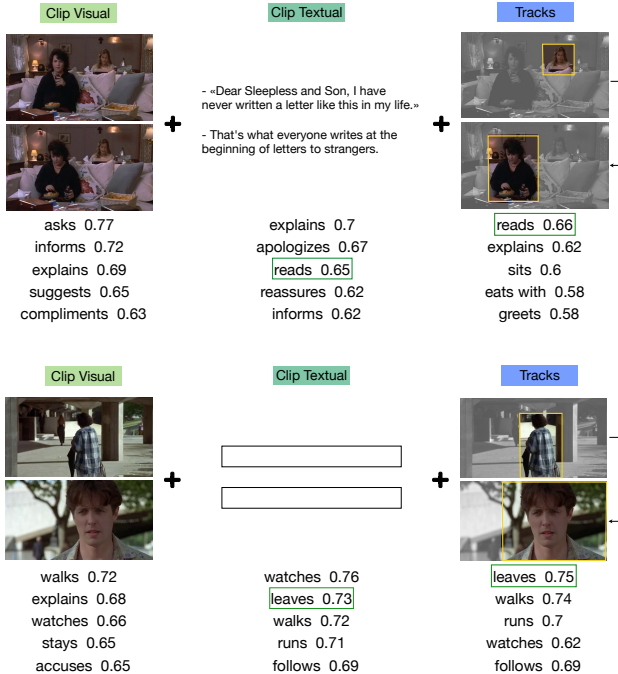 Clip Visual
Clip Textual
Tracks
- «Dear Sleepless and Son, I have
never written a letter like this in my life.»
- That's what everyone writes at the
beginning of letters to strangers.
asks 0.77
informs 0.72
explains 0.69
suggests 0.65
compliments 0.63
explains 0.7
apologizes 0.67
reads 0.65
reassures 0.62
informs 0.62
reads 0.66
explains 0.62
sits 0.6
eats with 0.58
greets 0.58
Clip Visual
Clip Textual
Tracks
walks 0.72
explains 0.68
watches 0.66
stays 0.65
accuses 0.65
watches 0.76
leaves 0.73
walks 0.72
runs 0.71
follows 0.69
leaves 0.75
walks 0.74
runs 0.7
watches 0.62
follows 0.69